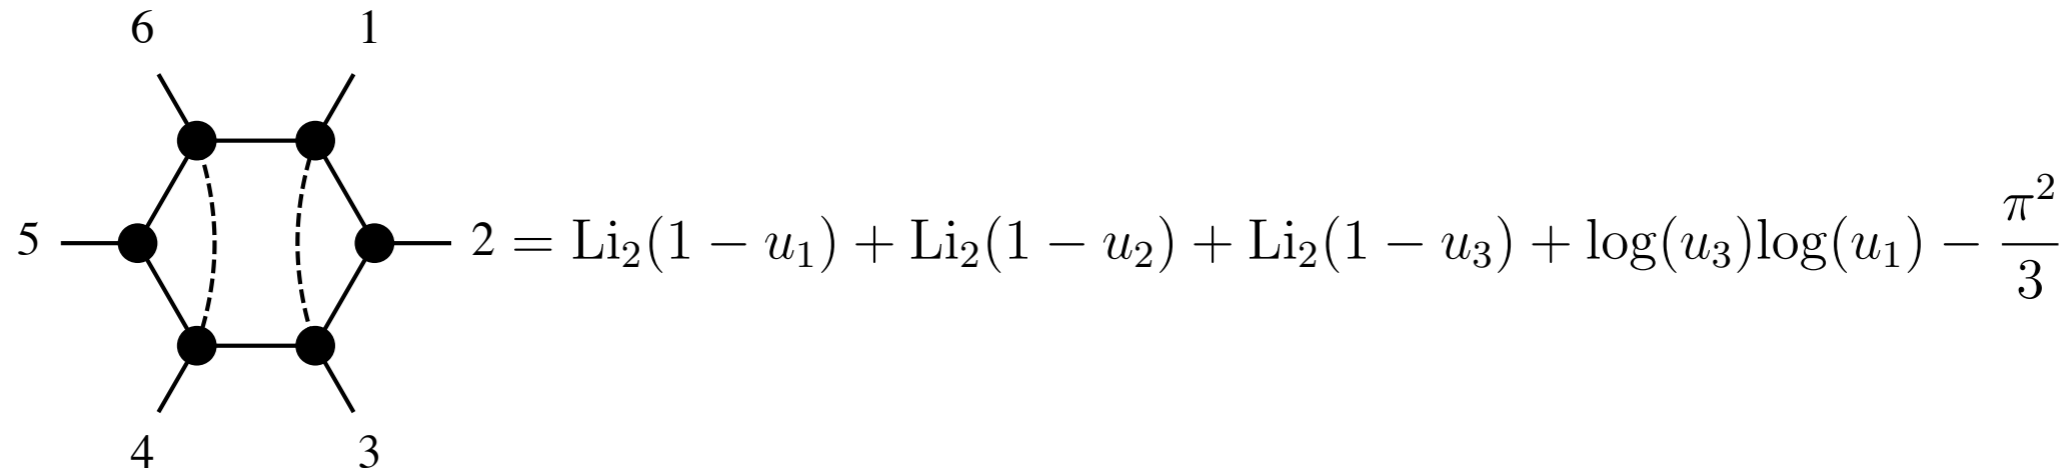 6 1
5 2 = Li₂(1 − u₁) + Li₂(1 − u₂) + Li₂(1 − u₃) + log(u₃)log(u₁) − π²/3
4 3